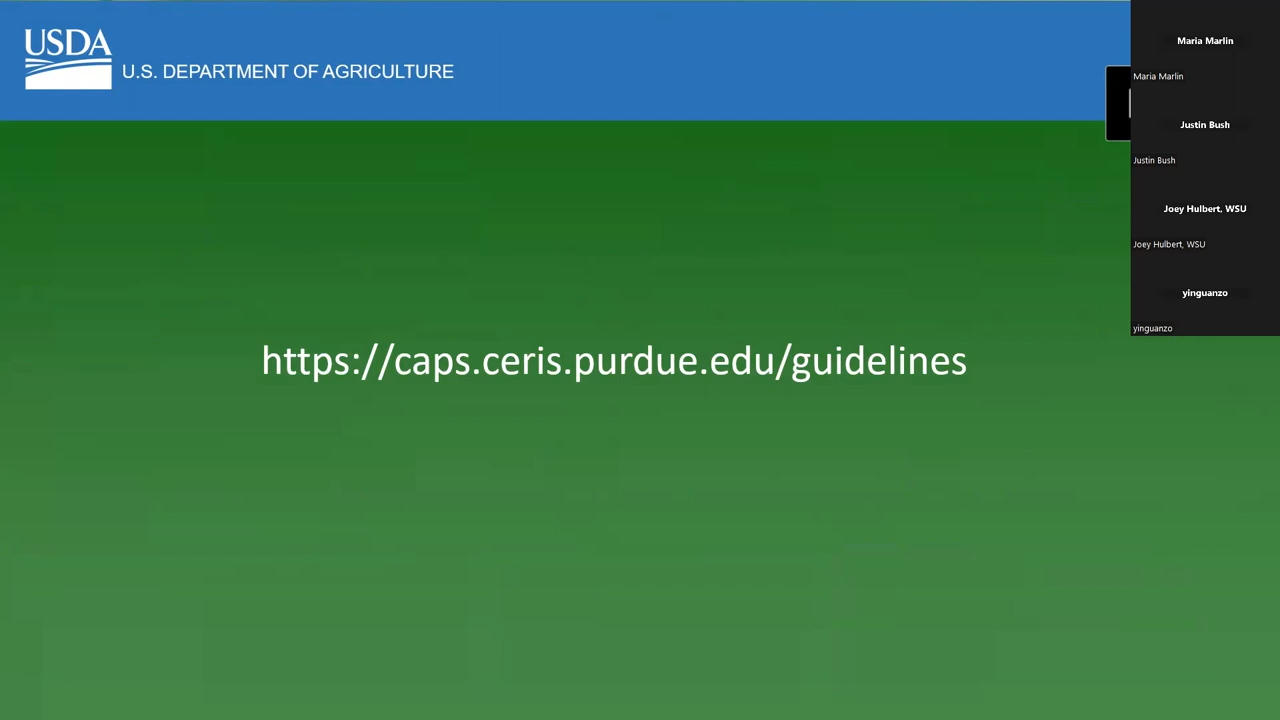 USDA
U.S. DEPARTMENT OF AGRICULTURE
https://caps.ceris.purdue.edu/guidelines
Maria Marlin
Maria Marlin
Justin Bush
Justin Bush
Joey Hulbert, WSU
Joey Hulbert, WSU
yinguanzo
yinguanzo